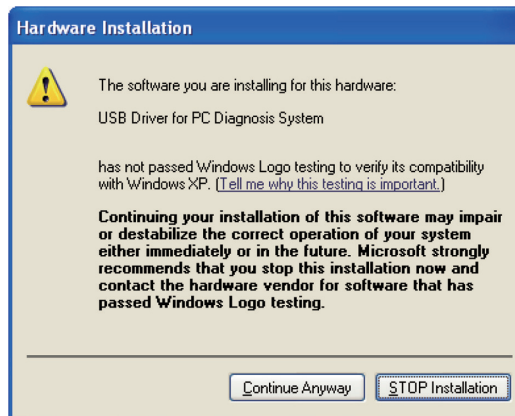 Hardware Installation
The software you are installing for this hardware:
USB Driver for PC Diagnosis System
has not passed Windows Logo testing to verify its compatibility
with Windows XP. (Tell me why this testing is important.)
Continuing your installation of this software may impair
or destabilize the correct operation of your system
either immediately or in the future. Microsoft strongly
recommends that you stop this installation now and
contact the hardware vendor for software that has
passed Windows Logo testing.
Continue Anyway STOP Installation